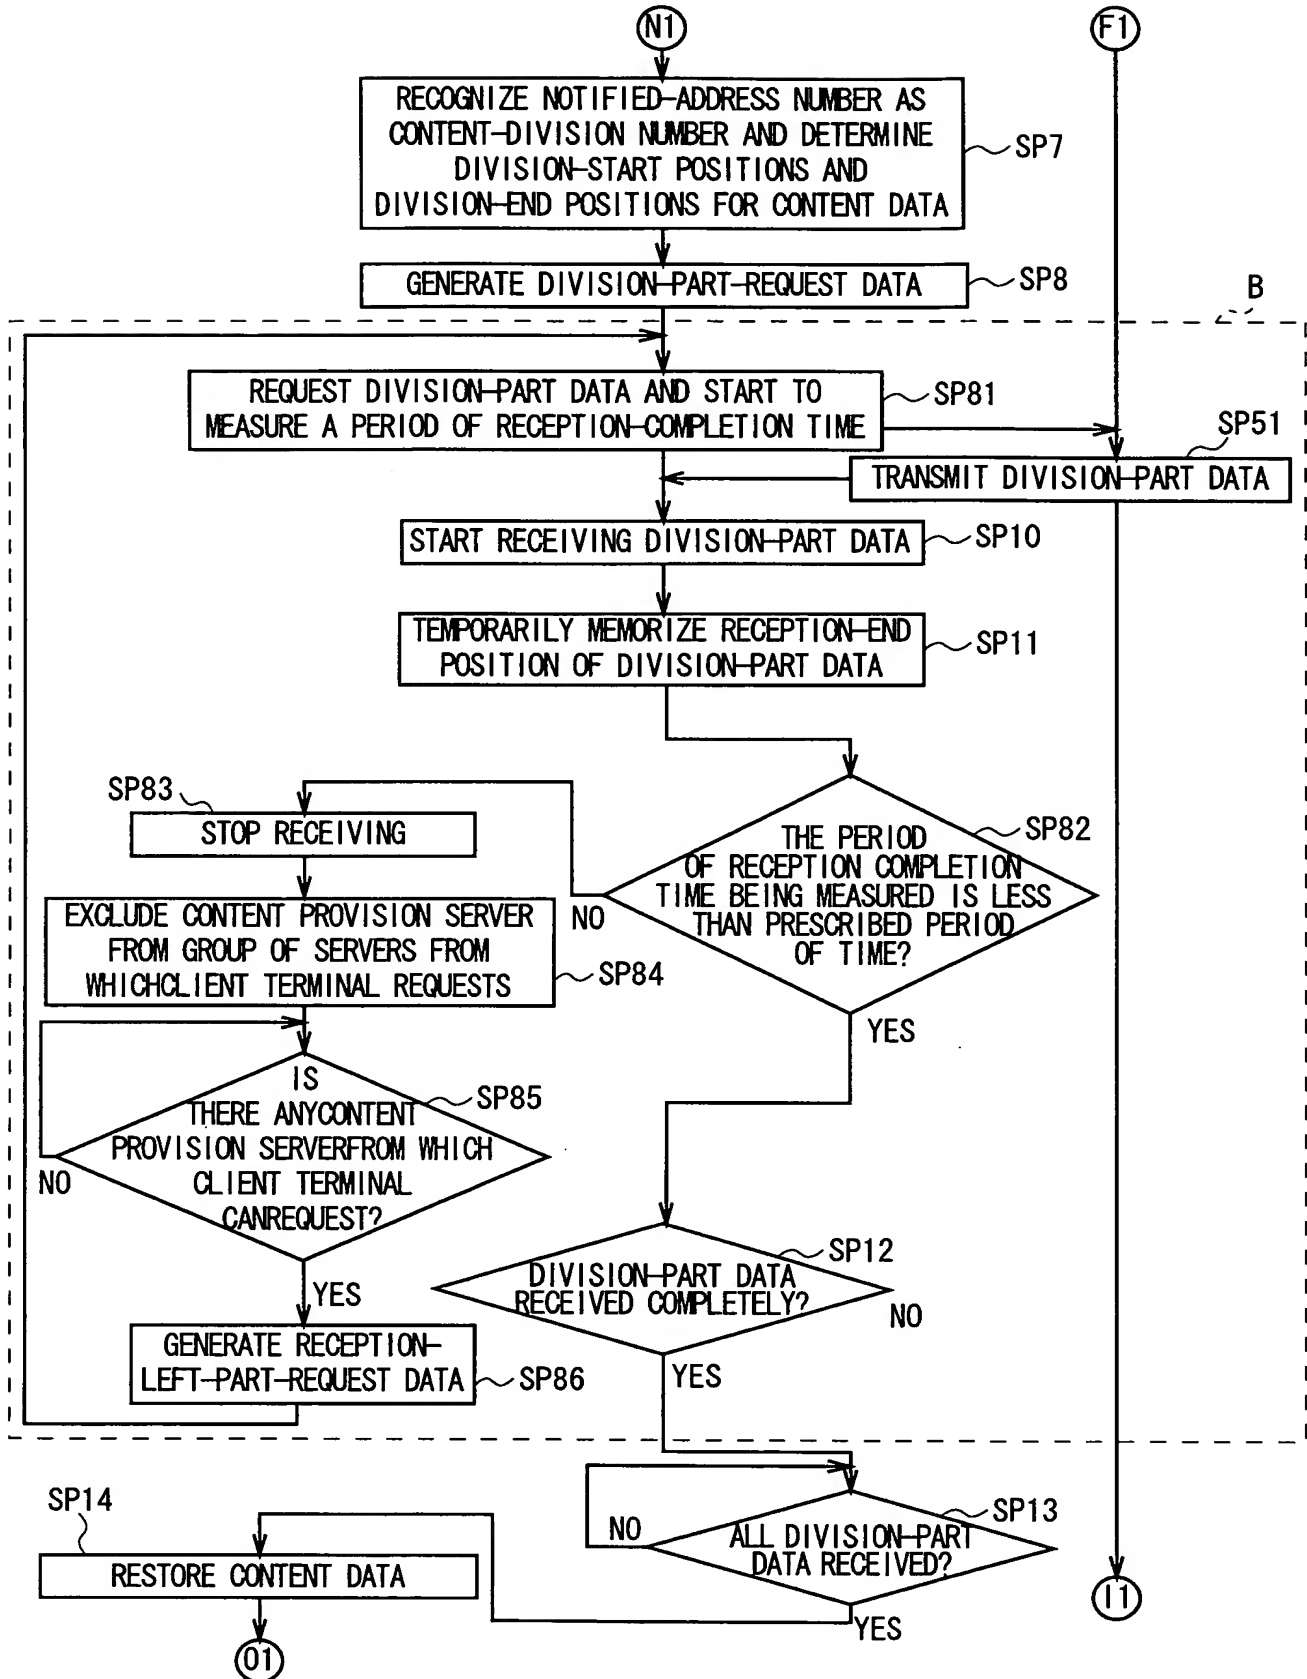 N1
F1
RECOGNIZE NOTIFIED-ADDRESS NUMBER AS
CONTENT-DIVISION NUMBER AND DETERMINE
DIVISION-START POSITIONS AND
DIVISION-END POSITIONS FOR CONTENT DATA
SP7
GENERATE DIVISION-PART-REQUEST DATA
SP8
B
REQUEST DIVISION-PART DATA AND START TO
MEASURE A PERIOD OF RECEPTION-COMPLETION TIME
SP81
SP51
TRANSMIT DIVISION-PART DATA
START RECEIVING DIVISION-PART DATA
SP10
TEMPORARILY MEMORIZE RECEPTION-END
POSITION OF DIVISION-PART DATA
SP11
SP83
STOP RECEIVING
SP82
THE PERIOD
OF RECEPTION COMPLETION
TIME BEING MEASURED IS LESS
THAN PRESCRIBED PERIOD
OF TIME?
NO
YES
EXCLUDE CONTENT PROVISION SERVER
FROM GROUP OF SERVERS FROM
WHICHCLIENT TERMINAL REQUESTS
SP84
IS
THERE ANYCONTENT
PROVISION SERVERFROM WHICH
CLIENT TERMINAL
CANREQUEST?
SP85
NO
YES
SP12
DIVISION-PART DATA
RECEIVED COMPLETELY?
NO
YES
GENERATE RECEPTION-
LEFT-PART-REQUEST DATA
SP86
SP14
RESTORE CONTENT DATA
SP13
NO
ALL DIVISION-PART
DATA RECEIVED?
YES
I1
O1